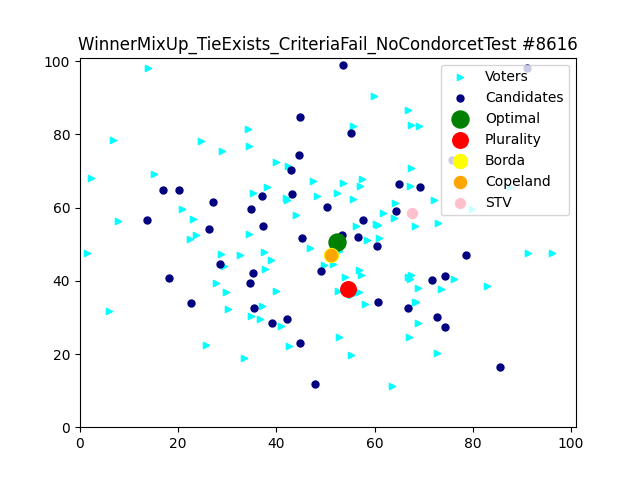 WinnerMixUp_TieExists_CriteriaFail_NoCondorcetTest #8616
100
80
60
40
20
0
0 20 40 60 80 100
Voters
Candidates
Optimal
Plurality
Borda
Copeland
STV